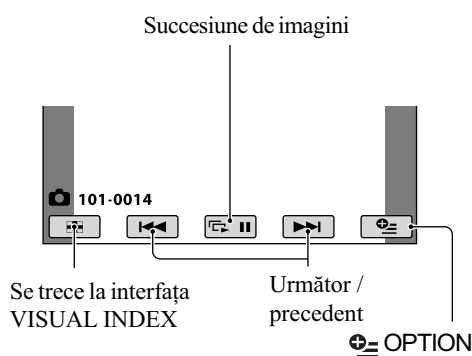 Succesiune de imagini
101-0014
Se trece la interfața
VISUAL INDEX
Următor /
precedent
OPTION